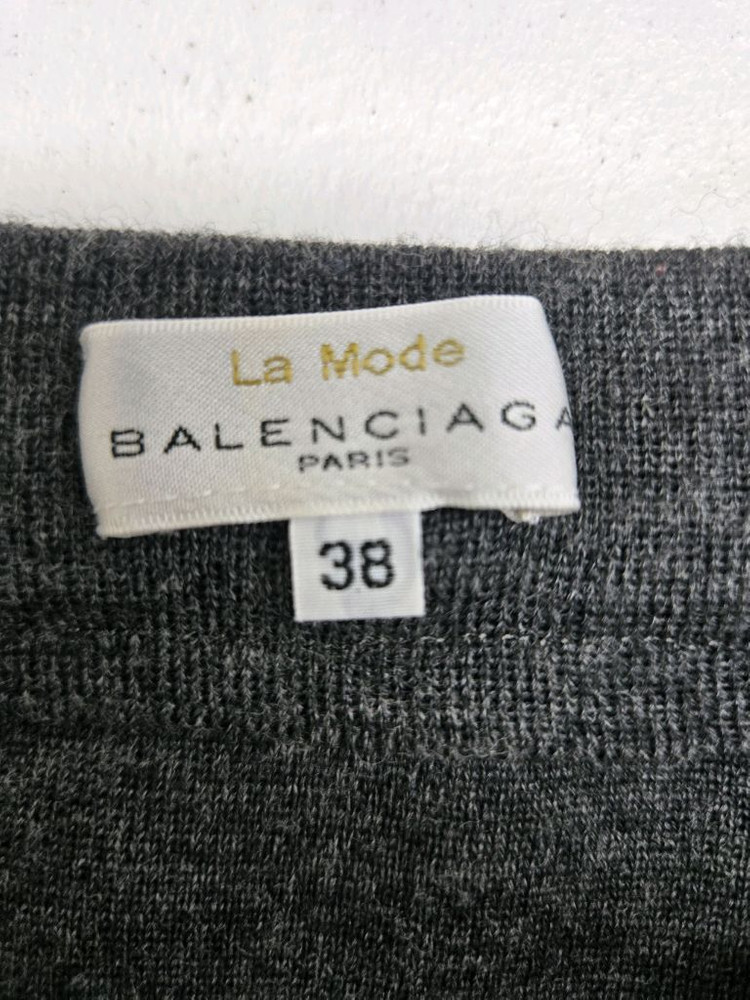 La Mode
BALENCIAGA
PARIS
38